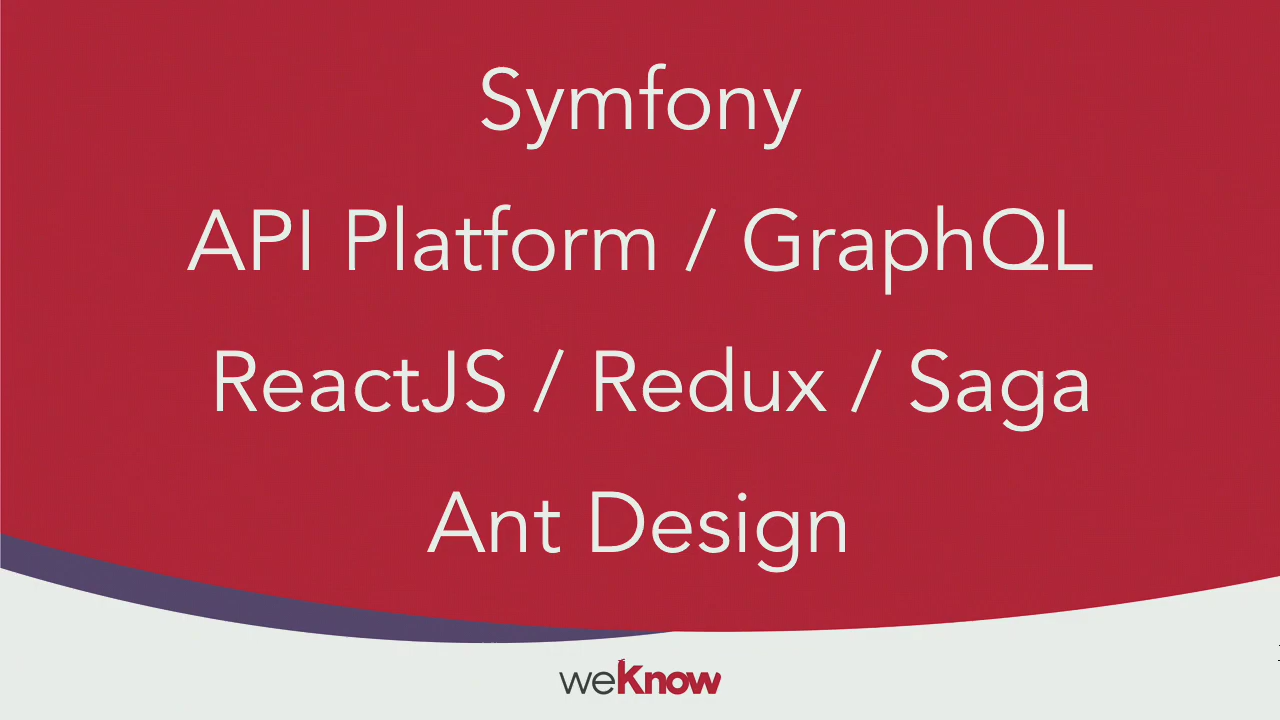 Symfony
API Platform / GraphQL
ReactJS / Redux / Saga
Ant Design
weKnow